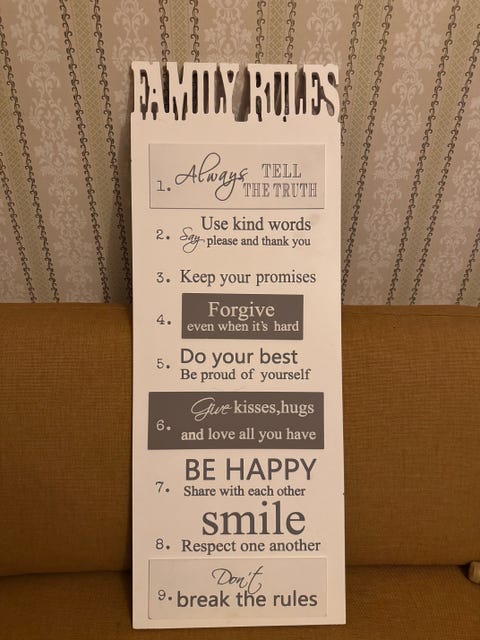 FAMILY RULES
1. Always TELL
THE TRUTH
Use kind words
2. Say please and thank you
3. Keep your promises
Forgive
4. even when it's hard
5. Do your best
Be proud of yourself
Give kisses,hugs
6. and love all you have
BE HAPPY
7. Share with each other
smile
8. Respect one another
Don't
9. break the rules